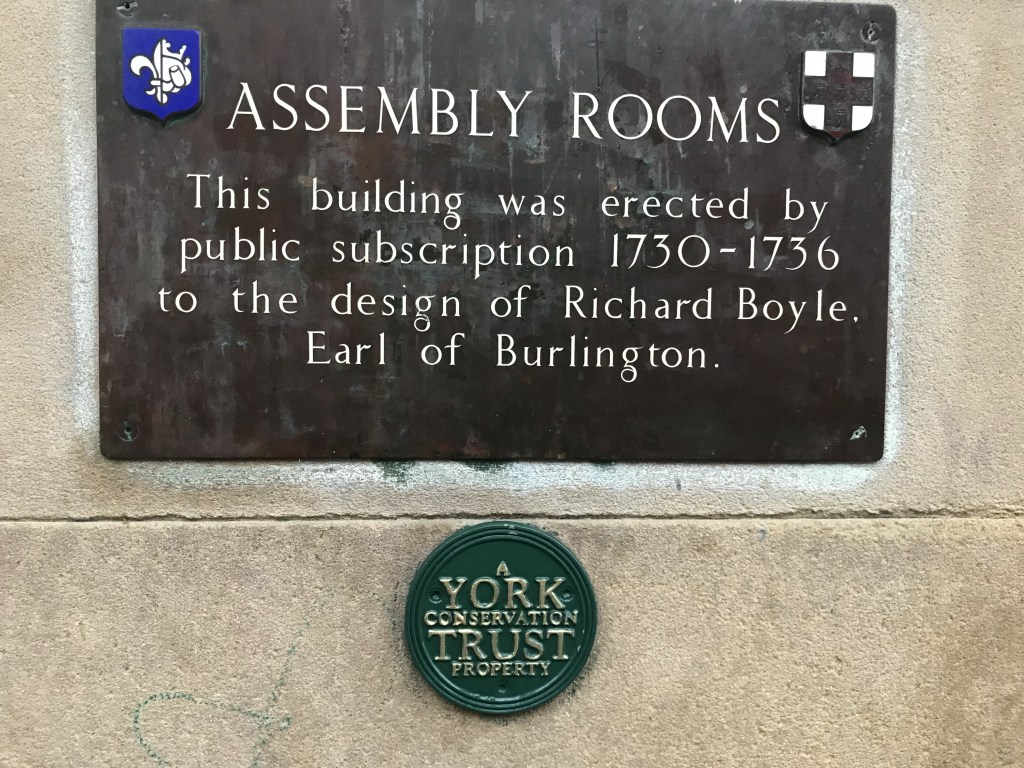 ASSEMBLY ROOMS
This building was erected by
public subscription 1730-1736
to the design of Richard Boyle,
Earl of Burlington.
A
YORK
CONSERVATION
TRUST
PROPERTY